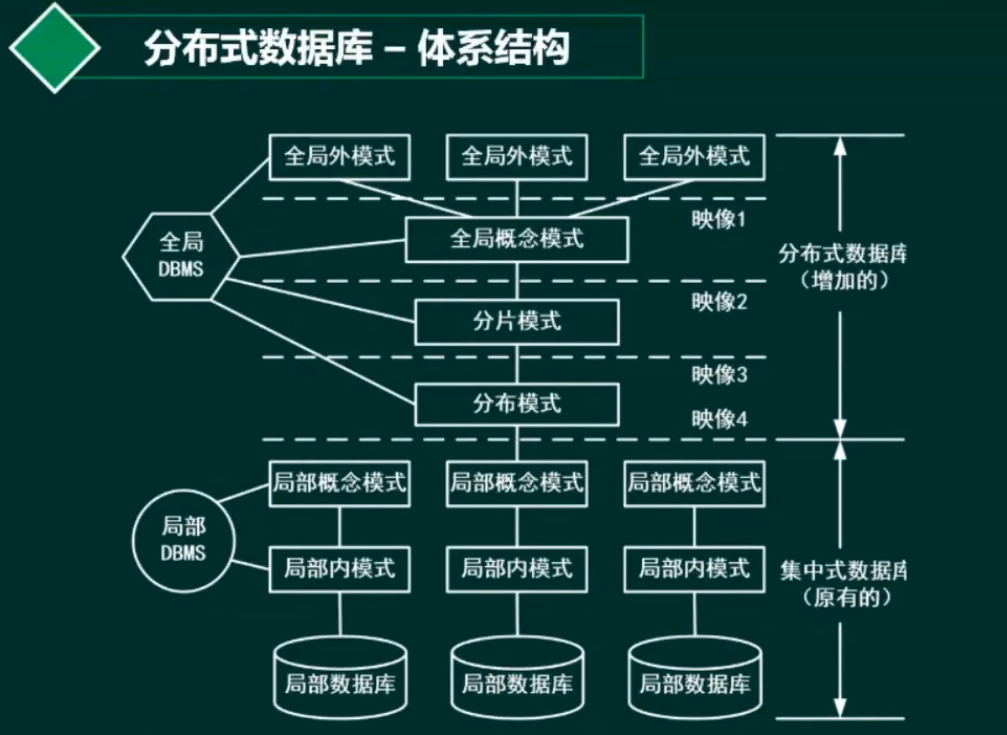 分布式数据库 – 体系结构
全局外模式
全局外模式
全局外模式
映像1
全局
DBMS
全局概念模式
分布式数据库
（增加的）
映像2
分片模式
映像3
分布模式
映像4
局部概念模式
局部概念模式
局部概念模式
局部
DBMS
局部内模式
局部内模式
局部内模式
集中式数据库
（原有的）
局部数据库
局部数据库
局部数据库